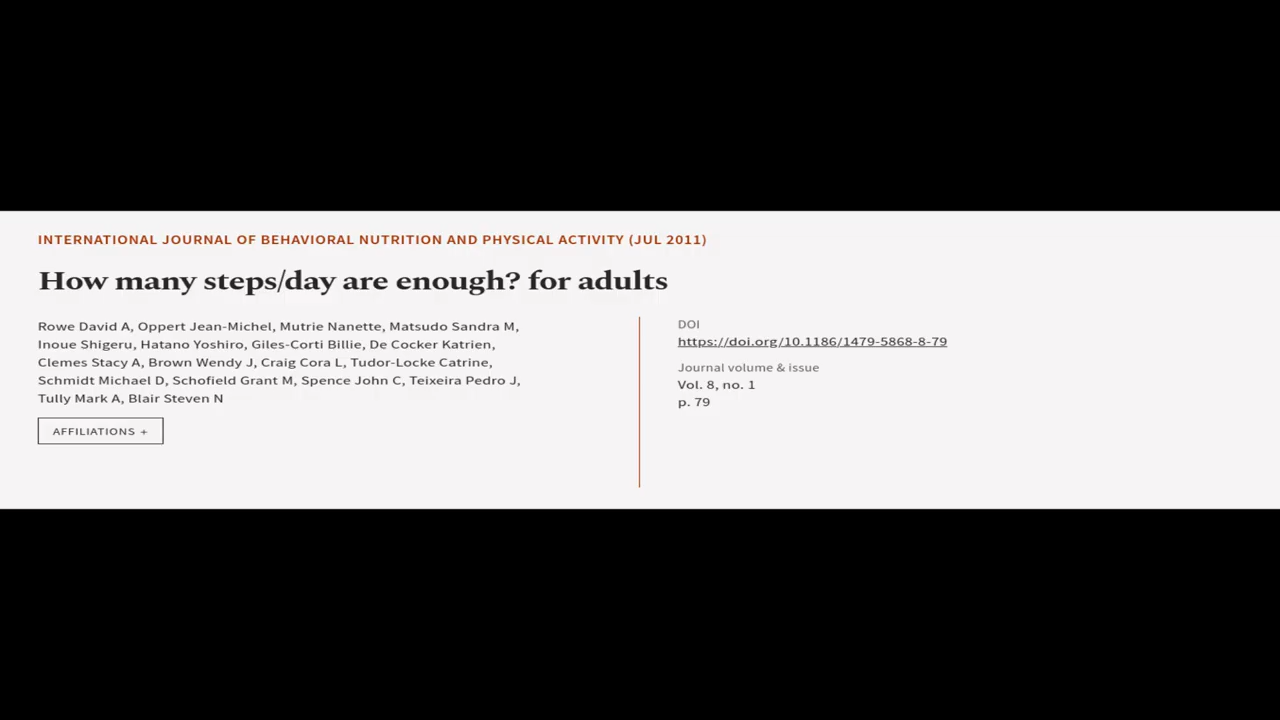 INTERNATIONAL JOURNAL OF BEHAVIORAL NUTRITION AND PHYSICAL ACTIVITY (JUL 2011)
How many steps/day are enough? for adults
Rowe David A, Oppert Jean-Michel, Mutrie Nanette, Matsudo Sandra M,
Inoue Shigeru, Hatano Yoshiro, Giles-Corti Billie, De Cocker Katrien,
Clemes Stacy A, Brown Wendy J, Craig Cora L, Tudor-Locke Catrine,
Schmidt Michael D, Schofield Grant M, Spence John C, Teixeira Pedro J,
Tully Mark A, Blair Steven N
AFFILIATIONS +
DOI
https://doi.org/10.1186/1479-5868-8-79
Journal volume & issue
Vol. 8, no. 1
p. 79